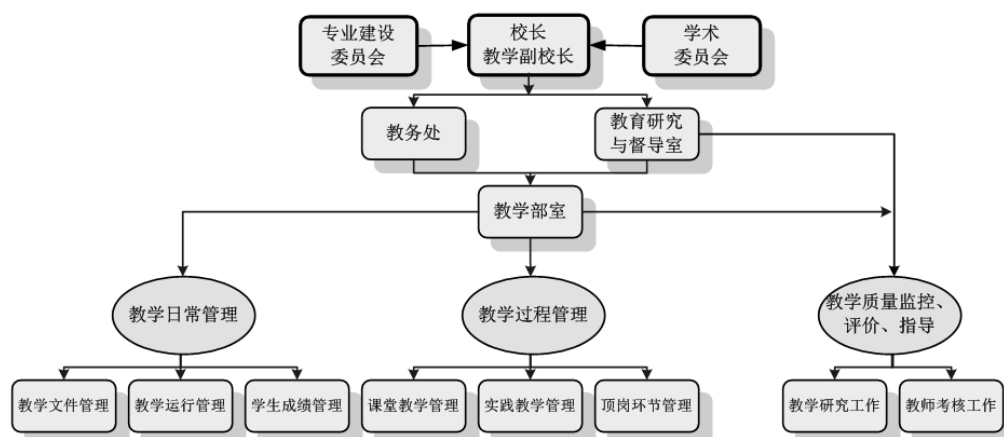 专业建设
委员会
校长
教学副校长
学术
委员会
教务处
教育研究
与督导室
教学部室
教学日常管理
教学过程管理
教学质量监控、
评价、指导
教学文件管理
教学运行管理
学生成绩管理
课堂教学管理
实践教学管理
顶岗环节管理
教学研究工作
教师考核工作